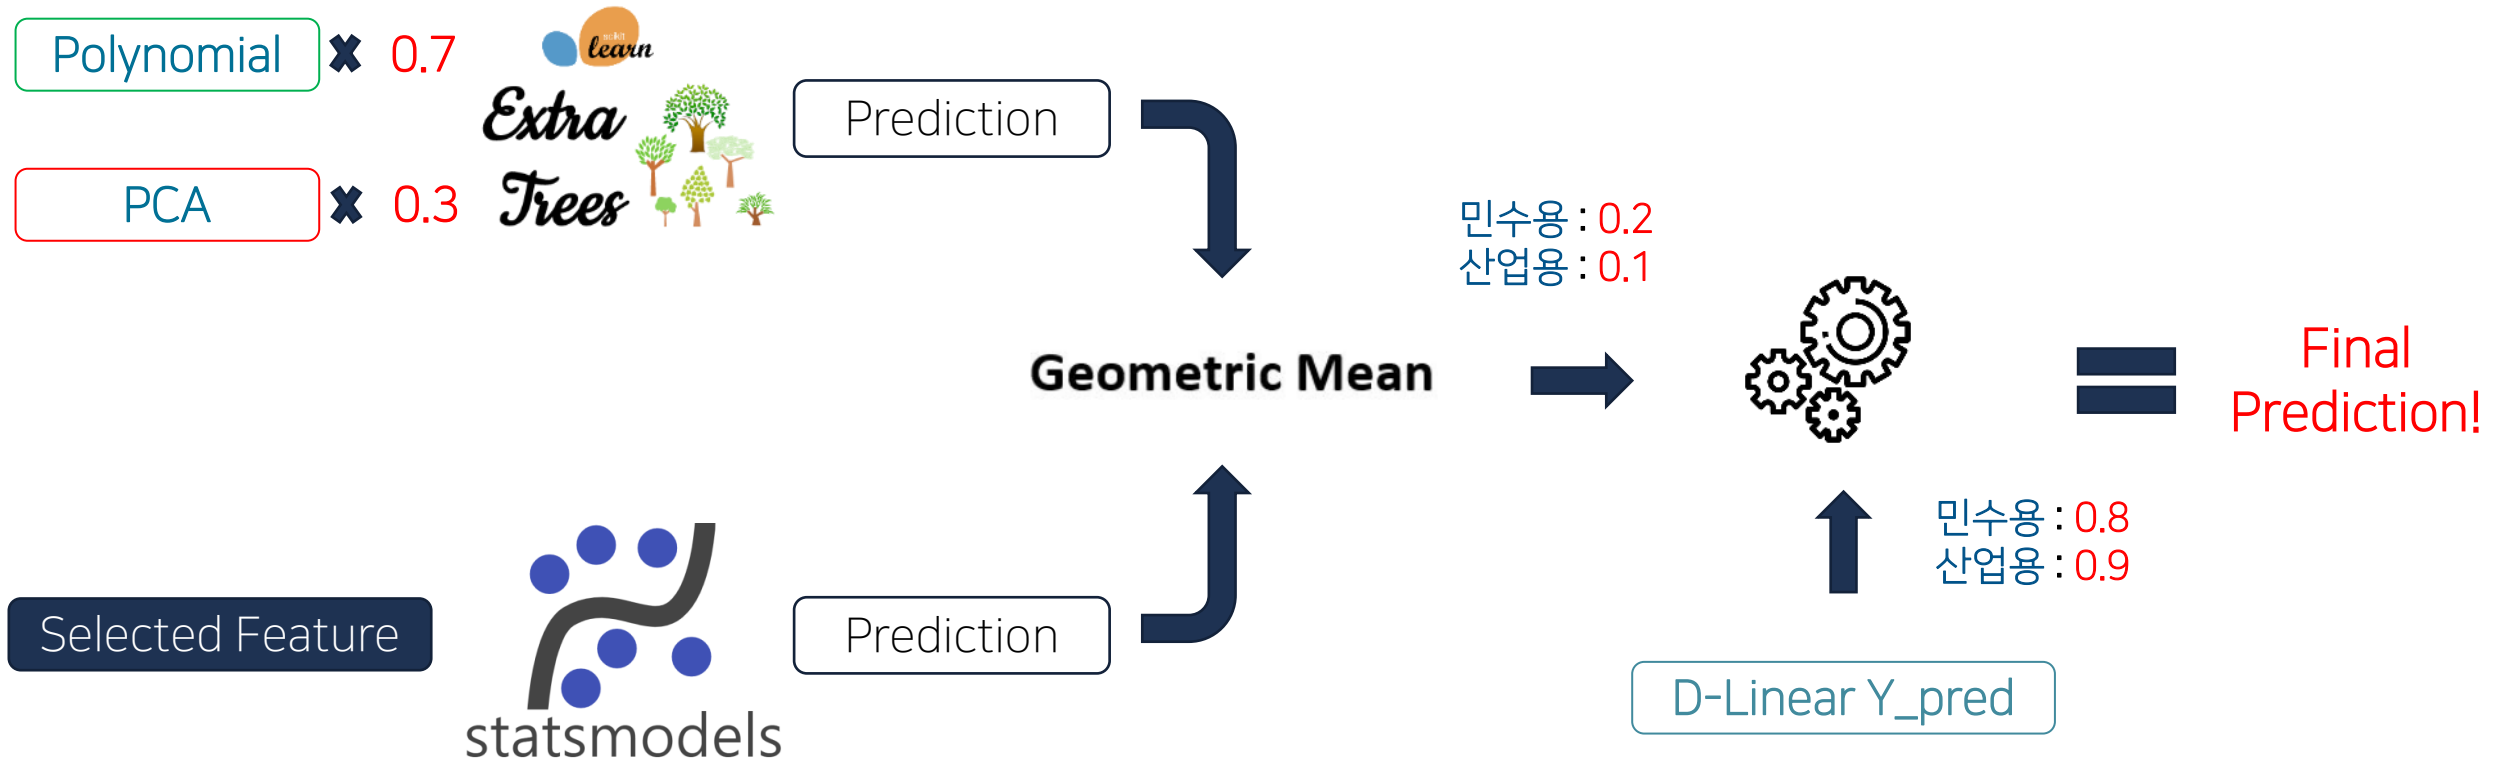 Polynomial × 0.7
scikit
learn
Extra
Trees
PCA × 0.3
Prediction
Geometric Mean
Selected Feature
statsmodels
Prediction
민수용 : 0.2
산업용 : 0.1
민수용 : 0.8
산업용 : 0.9
D-Linear Y_pred
Final
Prediction!